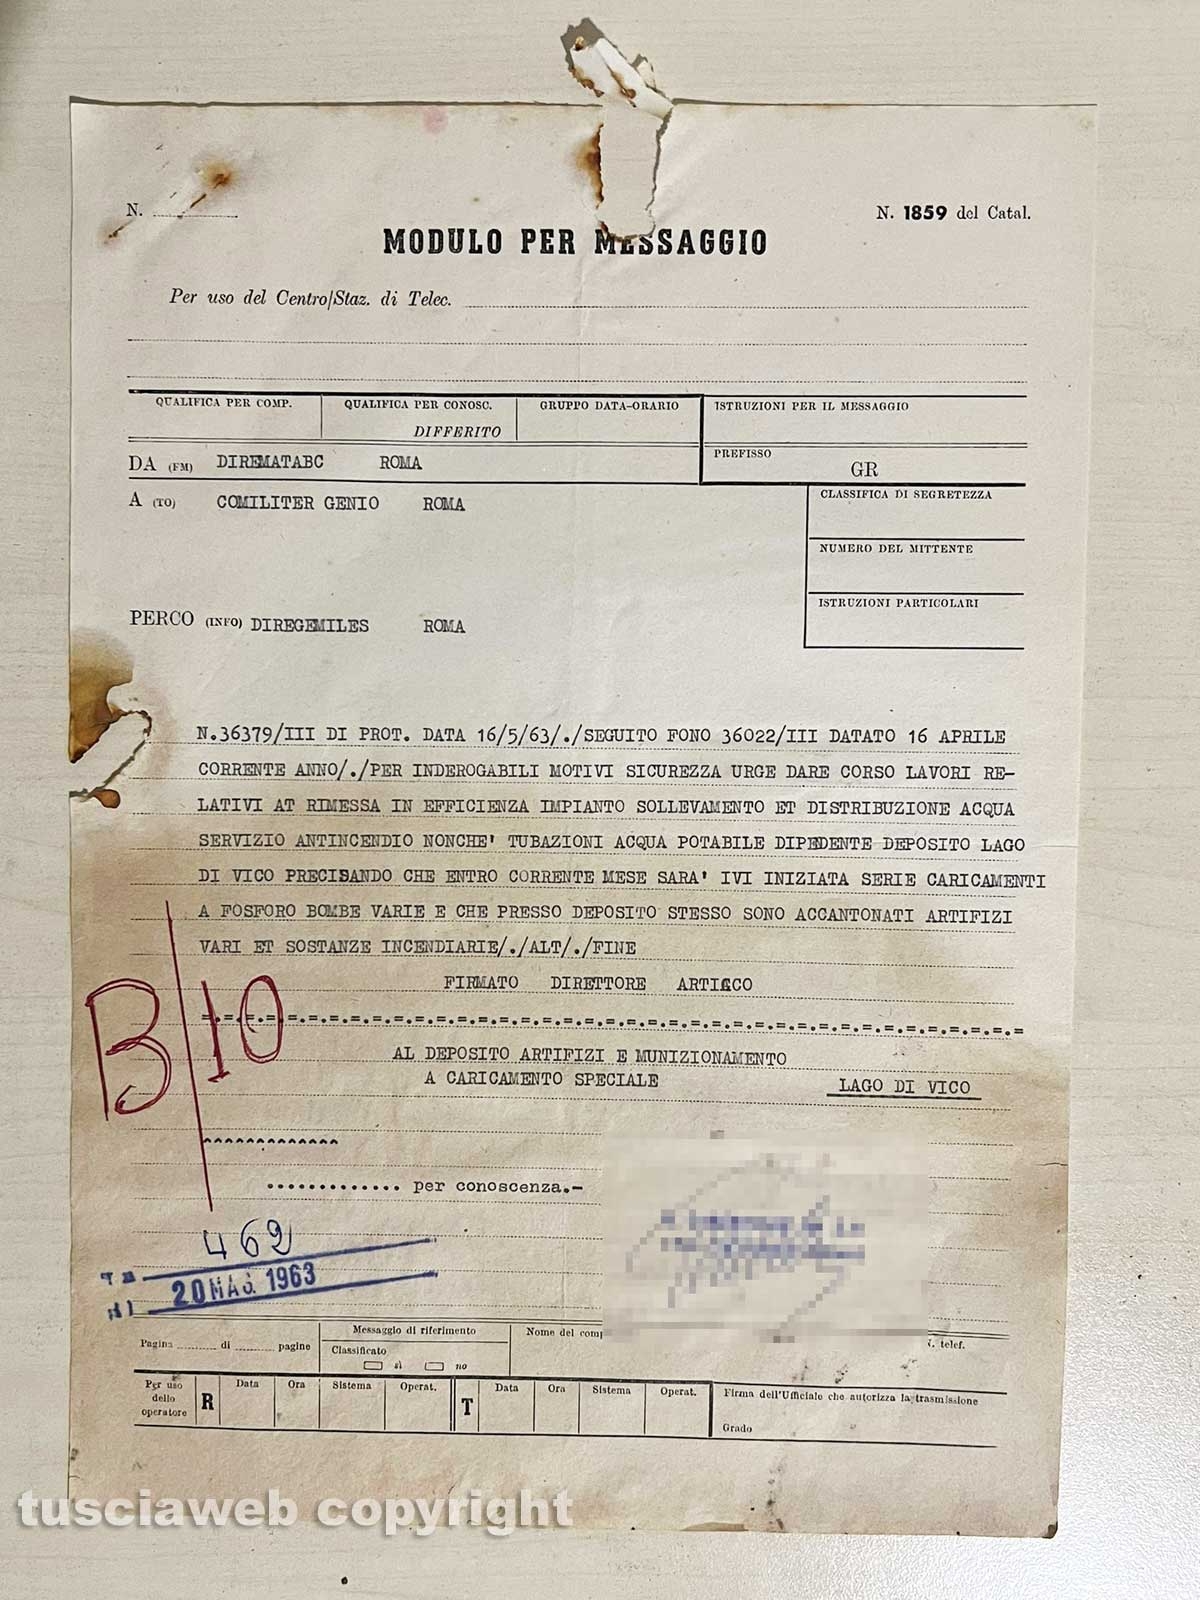 N.
N. 1859 del Catal.
MODULO PER MESSAGGIO
Per uso del Centro/Staz. di Telec.
QUALIFICA PER COMP.
QUALIFICA PER CONOSC.
DIFFERITO
GRUPPO DATA-ORARIO
ISTRUZIONI PER IL MESSAGGIO
DA (FM) DIREMATABC ROMA
PREFISSO
GR
A (TO) COMILITER GENIO ROMA
CLASSIFICA DI SEGRETEZZA
NUMERO DEL MITTENTE
ISTRUZIONI PARTICOLARI
PERCO (INFO) DIREGEMILES ROMA
N.36379/III DI PROT. DATA 16/5/63/./SEGUITO FONO 36022/III DATATO 16 APRILE
CORRENTE ANNO/./PER INDEROGABILI MOTIVI SICUREZZA URGE DARE CORSO LAVORI RE-
LATIVI AT RIMESSA IN EFFICIENZA IMPIANTO SOLLEVAMENTO ET DISTRIBUZIONE ACQUA
SERVIZIO ANTINCENDIO NONCHE' TUBAZIONI ACQUA POTABILE DIPEDENTE DEPOSITO LAGO
DI VICO PRECISANDO CHE ENTRO CORRENTE MESE SARA' IVI INIZIATA SERIE CARICAMENTI
A FOSFORO BOMBE VARIE E CHE PRESSO DEPOSITO STESSO SONO ACCANTONATI ARTIFIZI
VARI ET SOSTANZE INCENDIARIE/./ALT/./FINE
FIRMATO DIRETTORE
=.=.=.=.=.=.=.=.=.=.=.=.=.=.=.=.=.=.=.=.=.=.=.=.=.=.=.=.=
B/10
AL DEPOSITO ARTIFIZI E MUNIZIONAMENTO
A CARICAMENTO SPECIALE LAGO DI VICO
^^^^^^^^^^^^^
............. per conoscenza.-
462
20 MAG. 1963
Pagina ........ di ........ pagine
Messaggio di riferimento
Classificato
sì no
Nome del comp
telef.
Per uso dello operatore
R
Data Ora Sistema Operat.
T
Data Ora Sistema Operat.
Firma dell'Ufficiale che autorizza la trasmissione
Grado
tusciaweb copyright